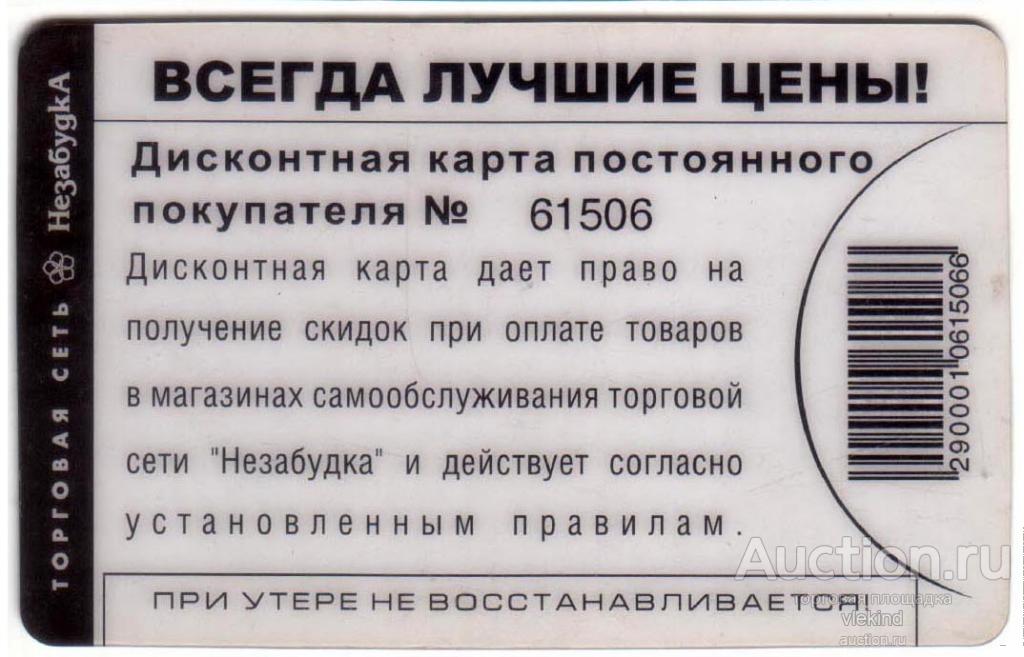 ВСЕГДА ЛУЧШИЕ ЦЕНЫ!
Дисконтная карта постоянного
покупателя № 61506
Дисконтная карта дает право на
получение скидок при оплате товаров
в магазинах самообслуживания торговой
сети "Незабудка" и действует согласно
установленным правилам.
ПРИ УТЕРЕ НЕ ВОССТАНАВЛИВАЕТСЯ!
ТОРГОВАЯ СЕТЬ НезабудкА
2900010615066
Auction.ru
торговая площадка
vlekind
auction.ru